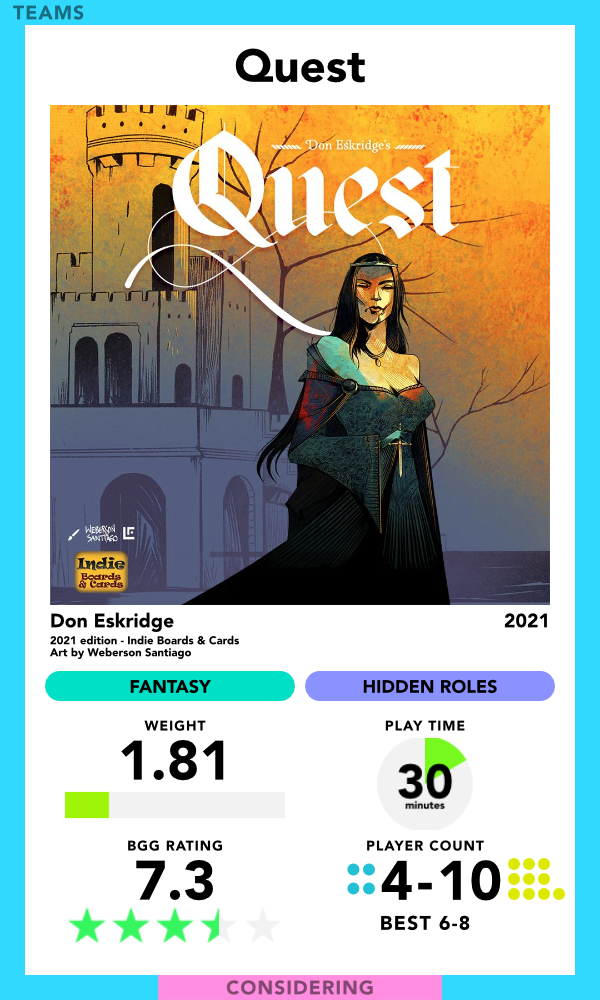 TEAMS
Quest
Don Eskridge's
Quest
WEBERSON
SANTIAGO
Indie
Boards
& Cards
Don Eskridge 2021
2021 edition - Indie Boards & Cards
Art by Weberson Santiago
FANTASY HIDDEN ROLES
WEIGHT PLAY TIME
1.81 30
minutes
BGG RATING PLAYER COUNT
7.3 4-10
BEST 6-8
CONSIDERING